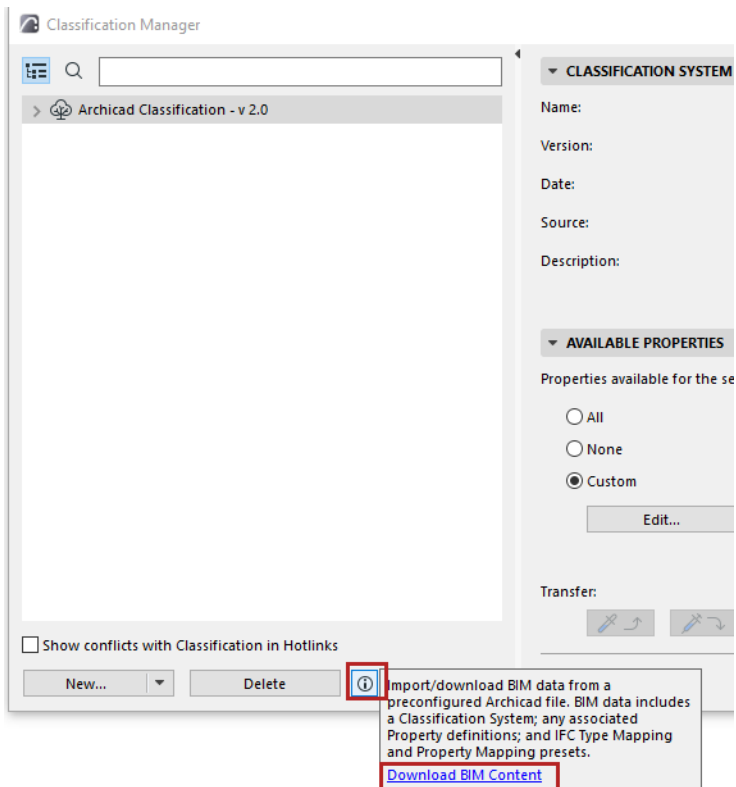 Classification Manager
Archicad Classification - v 2.0
Show conflicts with Classification in Hotlinks
New...
Delete
CLASSIFICATION SYSTEM
Name:
Version:
Date:
Source:
Description:
AVAILABLE PROPERTIES
Properties available for the se
All
None
Custom
Edit...
Transfer:
Import/download BIM data from a
preconfigured Archicad file. BIM data includes
a Classification System; any associated
Property definitions; and IFC Type Mapping
and Property Mapping presets.
Download BIM Content